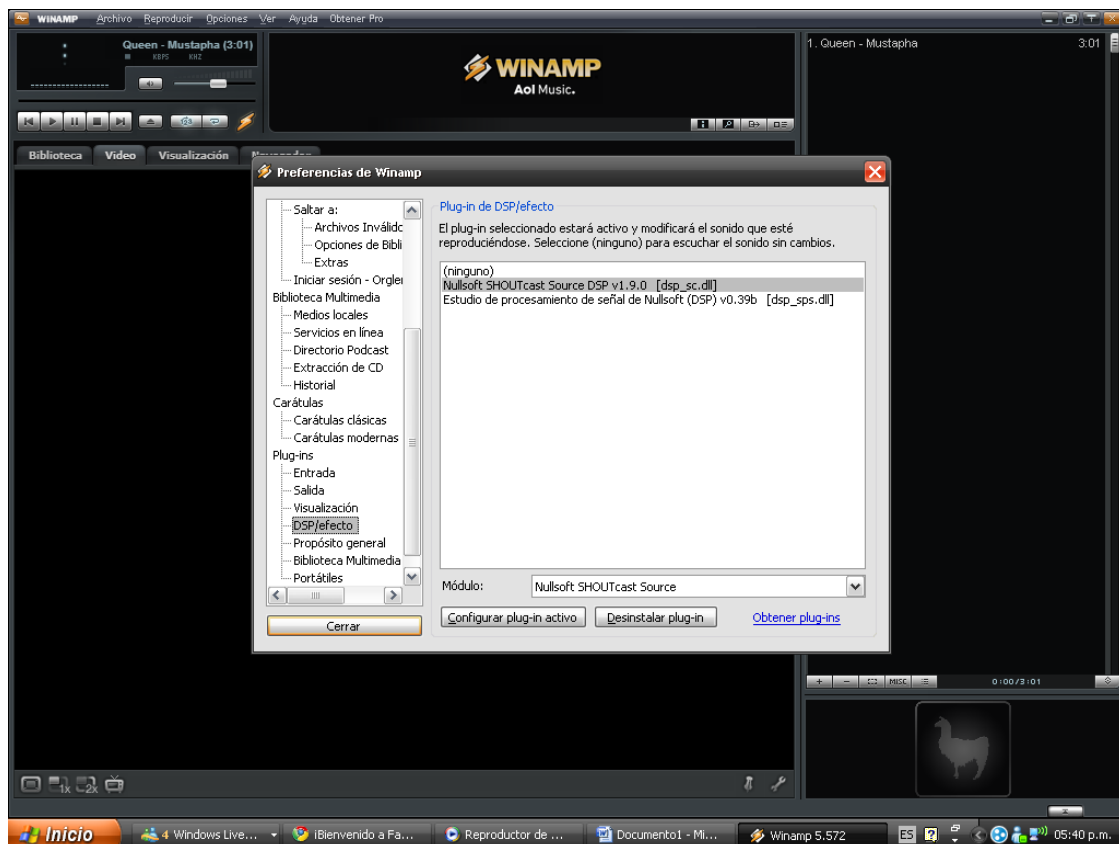 WINAMP Archivo Reproducir Opciones Ver Ayuda Obtener Pro
Queen - Mustapha (3:01)
KBPS KHZ
WINAMP
Aol Music.
1. Queen - Mustapha 3:01
Biblioteca Video Visualización
Preferencias de Winamp
Saltar a:
Archivos Inválidc
Opciones de Bibli
Extras
Iniciar sesión - Orgler
Biblioteca Multimedia
Medios locales
Servicios en línea
Directorio Podcast
Extracción de CD
Historial
Carátulas
Carátulas clásicas
Carátulas modernas
Plug-ins
Entrada
Salida
Visualización
DSP/efecto
Propósito general
Biblioteca Multimedia
Portátiles
Cerrar
Plug-in de DSP/efecto
El plug-in seleccionado estará activo y modificará el sonido que esté
reproduciéndose. Seleccione (ninguno) para escuchar el sonido sin cambios.
(ninguno)
Nullsoft SHOUTcast Source DSP v1.9.0 [dsp_sc.dll]
Estudio de procesamiento de señal de Nullsoft (DSP) v0.39b [dsp_sps.dll]
Módulo: Nullsoft SHOUTcast Source
Configurar plug-in activo Desinstalar plug-in Obtener plug-ins
MISC 0:00/3:01
1x 2x
Inicio 4 Windows Live... ¡Bienvenido a Fa... Reproductor de ... Documento1 - Mi... Winamp 5.572 ES 05:40 p.m.